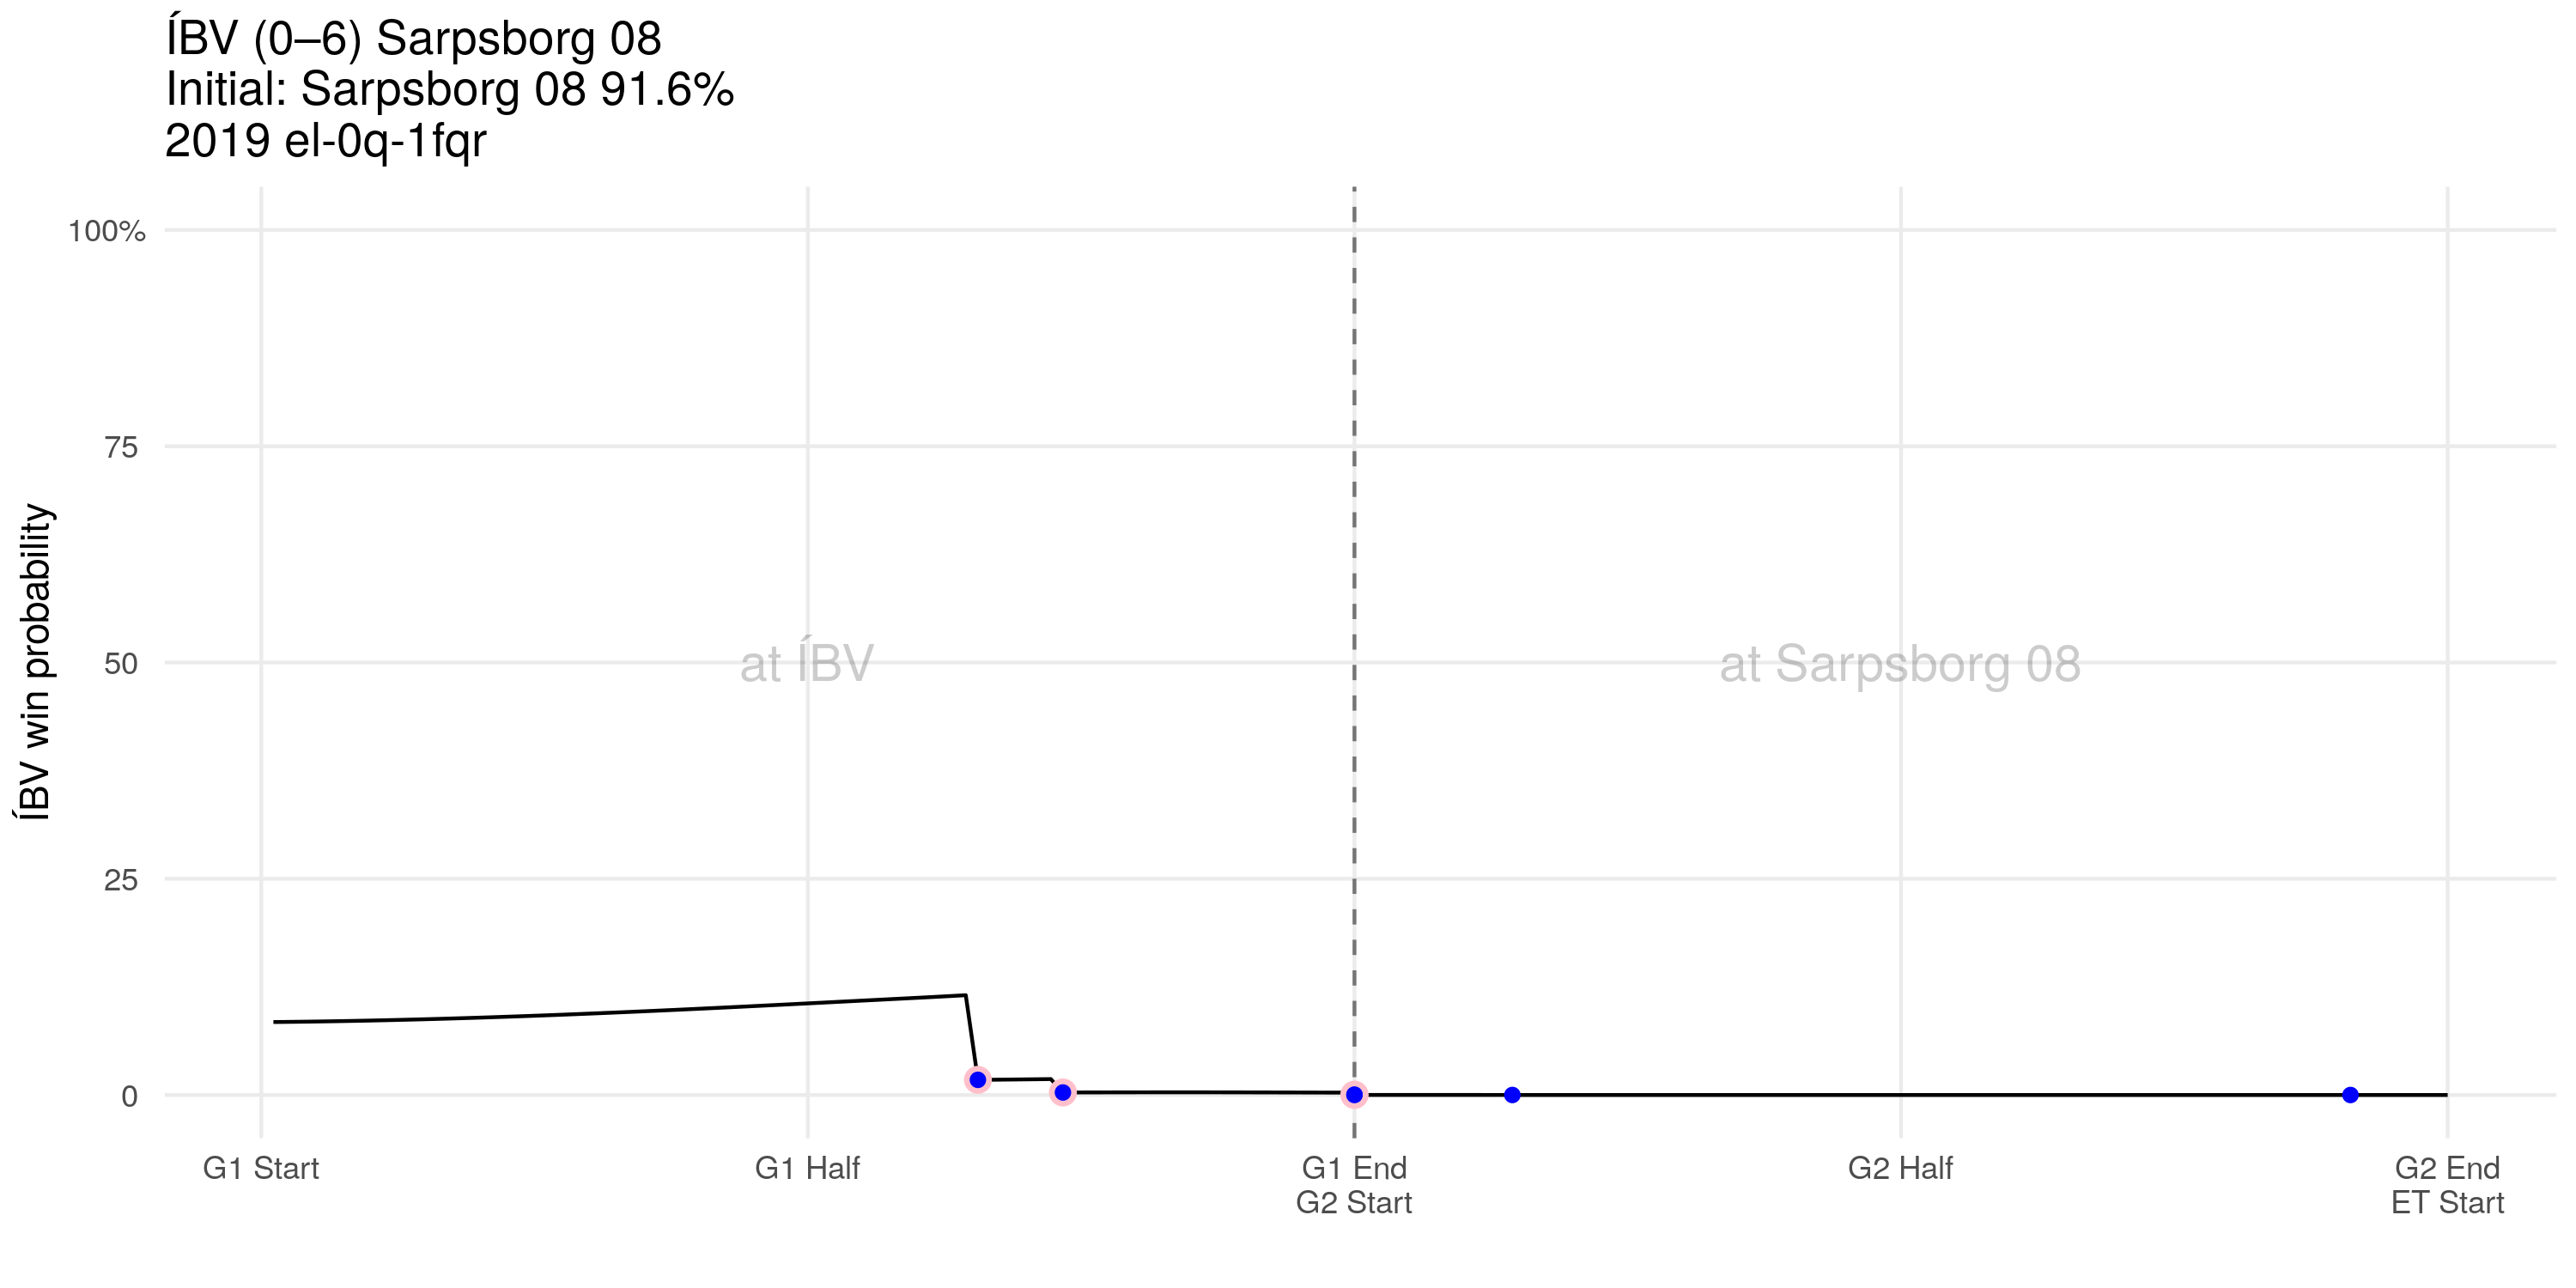 ÍBV (0–6) Sarpsborg 08
Initial: Sarpsborg 08 91.6%
2019 el-0q-1fqr
ÍBV win probability
100%
75
50
25
0
at ÍBV
at Sarpsborg 08
G1 Start
G1 Half
G1 End
G2 Start
G2 Half
G2 End
ET Start